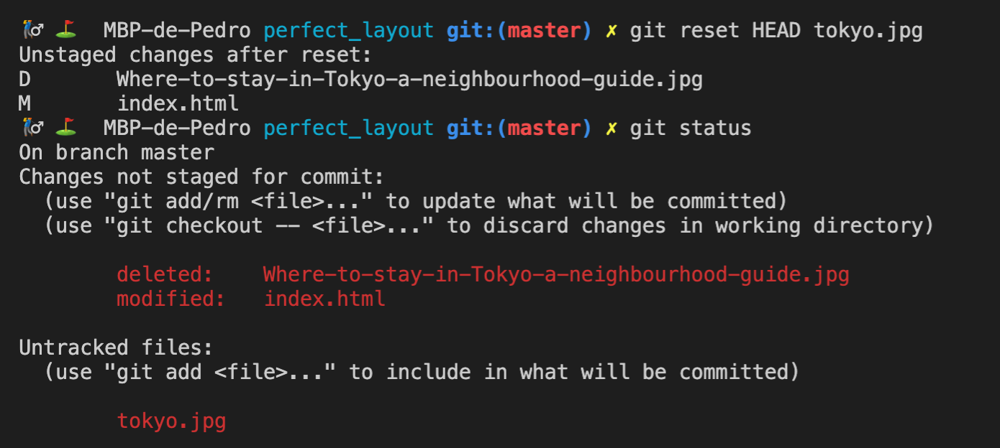 MBP-de-Pedro perfect_layout git:(master) ✗ git reset HEAD tokyo.jpg
Unstaged changes after reset:
D       Where-to-stay-in-Tokyo-a-neighbourhood-guide.jpg
M       index.html
MBP-de-Pedro perfect_layout git:(master) ✗ git status
On branch master
Changes not staged for commit:
  (use "git add/rm <file>..." to update what will be committed)
  (use "git checkout -- <file>..." to discard changes in working directory)
        deleted:    Where-to-stay-in-Tokyo-a-neighbourhood-guide.jpg
        modified:   index.html
Untracked files:
  (use "git add <file>..." to include in what will be committed)
        tokyo.jpg